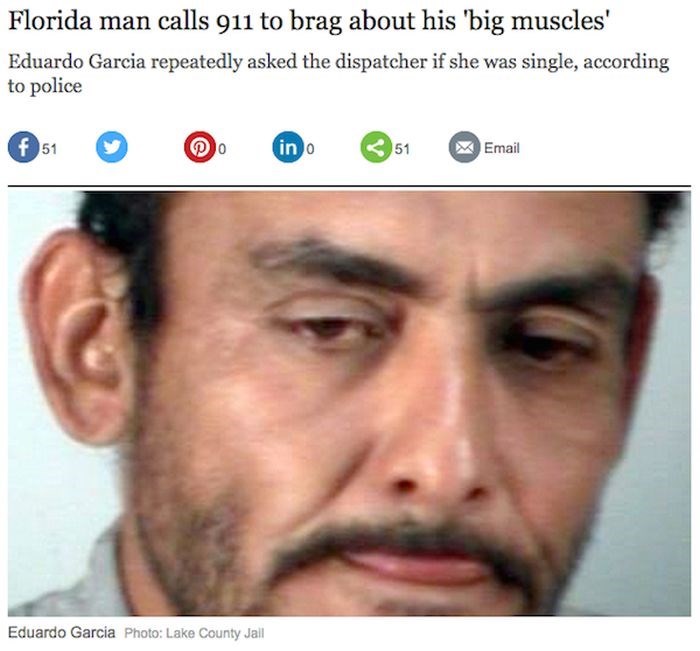 Florida man calls 911 to brag about his 'big muscles'
Eduardo Garcia repeatedly asked the dispatcher if she was single, according
to police
f 51 0 in 0 51 Email
Eduardo Garcia Photo: Lake County Jail